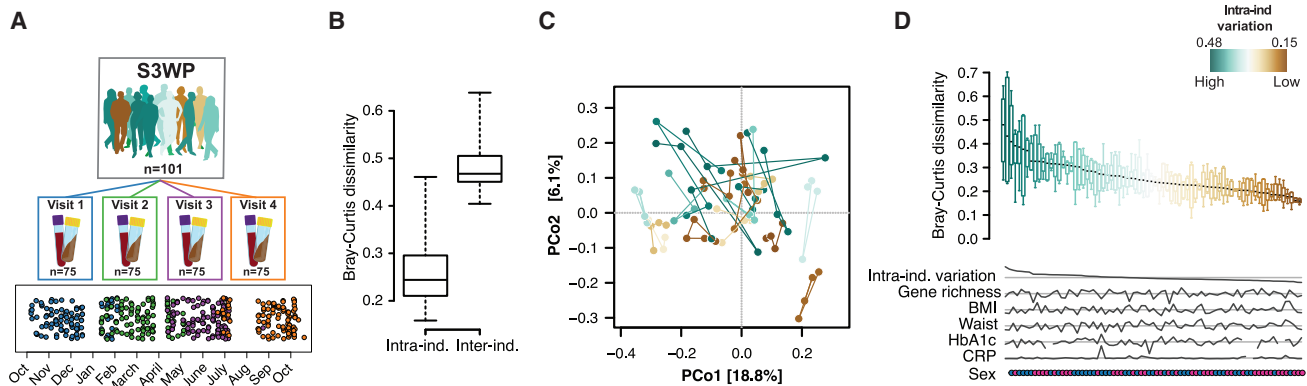 A
S3WP
n=101
Visit 1 Visit 2 Visit 3 Visit 4
n=75 n=75 n=75 n=75
Oct Nov Dec Jan Feb March April May June July Aug Sep Oct
B
Bray-Curtis dissimilarity
0.6
0.5
0.4
0.3
0.2
Intra-ind. Inter-ind.
C
PCo2 [6.1%]
0.3
0.2
0.1
0.0
−0.1
−0.2
−0.3
−0.4 −0.2 0.0 0.2
PCo1 [18.8%]
D
Intra-ind
variation
0.48 0.15
High Low
Bray-Curtis dissimilarity
0.7
0.6
0.5
0.4
0.3
0.2
0.1
0.0
Intra-ind. variation
Gene richness
BMI
Waist
HbA1c
CRP
Sex